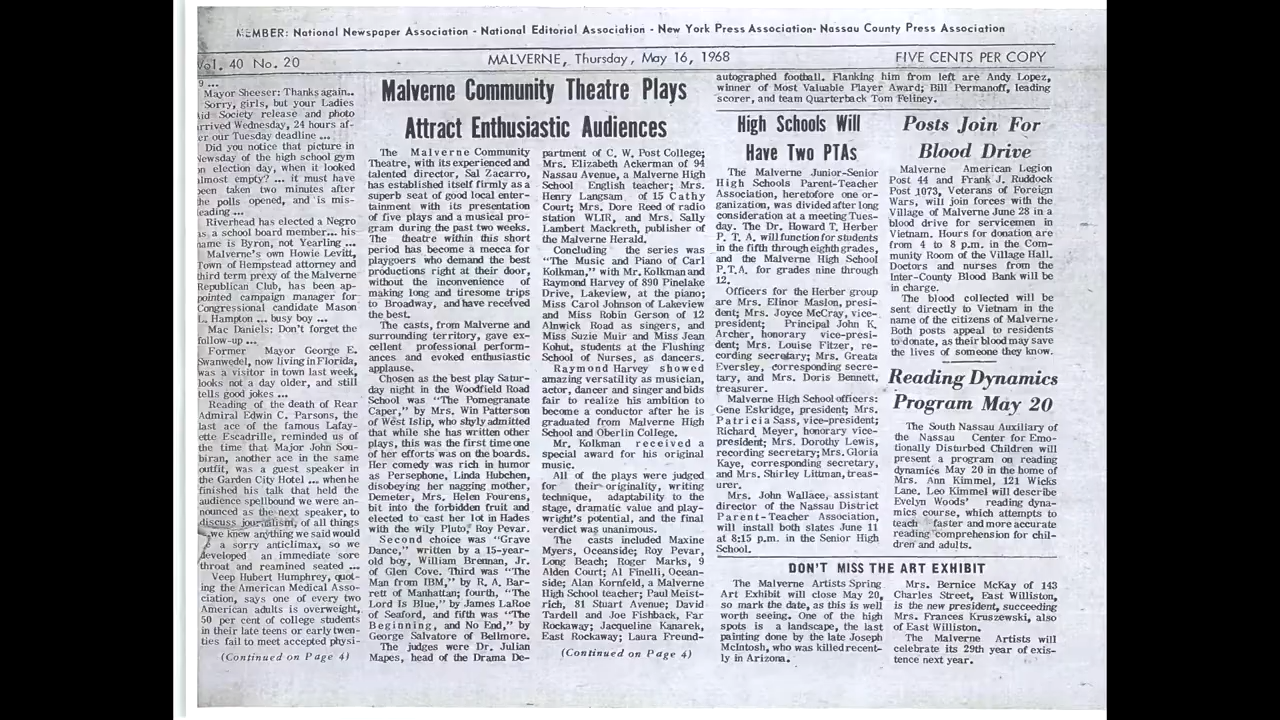 MEMBER: National Newspaper Association - National Editorial Association - New York Press Association- Nassau County Press Association
Vol. 40 No. 20
MALVERNE, Thursday, May 16, 1968
FIVE CENTS PER COPY
9 ...
Mayor Sheeser: Thanks again..
Sorry, girls, but your Ladies
Aid Society release and photo
arrived Wednesday, 24 hours af-
er our Tuesday deadline ...
Did you notice that picture in
Newsday of the high school gym
on election day, when it looked
almost empty? ... it must have
been taken two minutes after
the polls opened, and is mis-
leading ...
Riverhead has elected a Negro
as a school board member... his
name is Byron, not Yearling ...
Malverne's own Howie Levitt,
Town of Hempstead attorney and
third term prexy of the Malverne
Republican Club, has been ap-
pointed campaign manager for
Congressional candidate Mason
L. Hampton ... busy boy ...
Mac Daniels: Don't forget the
follow-up ...
Former Mayor George E.
Swanwedel, now living in Florida,
was a visitor in town last week,
looks not a day older, and still
tells good jokes ...
Reading of the death of Rear
Admiral Edwin C. Parsons, the
last ace of the famous Lafay-
ette Escadrille, reminded us of
the time that Major John Sou-
biran, another ace in the same
outfit, was a guest speaker in
the Garden City Hotel ... when he
finished his talk that held the
audience spellbound we were an-
nounced as the next speaker, to
discuss journalism, of all things
we knew anything we said would
a sorry anticlimax, so we
developed an immediate sore
throat and reamined seated ...
Veep Hubert Humphrey, quot-
ing the American Medical Asso-
ciation, says one of every two
American adults is overweight,
50 per cent of college students
in their late teens or early twen-
ties fail to meet accepted physi-
(Continued on Page 4)
Malverne Community Theatre Plays
Attract Enthusiastic Audiences
The Malverne Community
Theatre, with its experienced and
talented director, Sal Zacarro,
has established itself firmly as a
superb seat of good local enter-
tainment with its presentation
of five plays and a musical pro-
gram during the past two weeks.
The theatre within this short
period has become a mecca for
playgoers who demand the best
productions right at their door,
without the inconvenience of
making long and tiresome trips
to Broadway, and have received
the best.
The casts, from Malverne and
surrounding territory, gave ex-
cellent professional perform-
ances and evoked enthusiastic
applause.
Chosen as the best play Satur-
day night in the Woodfield Road
School was "The Pomegranate
Caper," by Mrs. Win Patterson
of West Islip, who shyly admitted
that while she has written other
plays, this was the first time one
of her efforts was on the boards.
Her comedy was rich in humor
as Persephone, Linda Hubchen,
disobeying her nagging mother,
Demeter, Mrs. Helen Fourens,
bit into the forbidden fruit and
elected to cast her lot in Hades
with the wily Pluto, Roy Pevar.
Second choice was "Grave
Dance," written by a 15-year-
old boy, William Brennan, Jr.
of Glen Cove. Third was "The
Man from IBM," by R. A. Bar-
rett of Manhattan; fourth, "The
Lord Is Blue," by James LaRoe
of Seaford, and fifth was "The
Beginning, and No End," by
George Salvatore of Bellmore.
The judges were Dr. Julian
Mapes, head of the Drama De-
partment of C. W. Post College;
Mrs. Elizabeth Ackerman of 94
Nassau Avenue, a Malverne High
School English teacher; Mrs.
Henry Langsam of 15 Cathy
Court; Mrs. Dore Reed of radio
station WLIR, and Mrs. Sally
Lambert Mackreth, publisher of
the Malverne Herald.
Concluding the series was
"The Music and Piano of Carl
Kolkman," with Mr. Kolkman and
Raymond Harvey of 890 Pinelake
Drive, Lakeview, at the piano;
Miss Carol Johnson of Lakeview
and Miss Robin Gerson of 12
Alnwick Road as singers, and
Miss Suzie Muir and Miss Jean
Kohut, students at the Flushing
School of Nurses, as dancers.
Raymond Harvey showed
amazing versatility as musician,
actor, dancer and singer and bids
fair to realize his ambition to
become a conductor after he is
graduated from Malverne High
School and Oberlin College.
Mr. Kolkman received a
special award for his original
music.
All of the plays were judged
for their originality, writing
technique, adaptability to the
stage, dramatic value and play-
wright's potential, and the final
verdict was unanimous.
The casts included Maxine
Myers, Oceanside; Roy Pevar,
Long Beach; Roger Marks, 9
Alden Court; Al Finelli, Ocean-
side; Alan Kornfeld, a Malverne
High School teacher; Paul Meist-
rich, 81 Stuart Avenue; David
Tardell and Joe Fishback, Far
Rockaway; Jacqueline Kanarek,
East Rockaway; Laura Freund-
(Continued on Page 4)
autographed football. Flanking him from left are Andy Lopez,
winner of Most Valuable Player Award; Bill Permanoff, leading
scorer, and team Quarterback Tom Feliney.
High Schools Will
Have Two PTAs
The Malverne Junior-Senior
High Schools Parent-Teacher
Association, heretofore one or-
ganization, was divided after long
consideration at a meeting Tues-
day. The Dr. Howard T. Herber
P. T. A. will function for students
in the fifth through eighth grades,
and the Malverne High School
P.T.A. for grades nine through
12.
Officers for the Herber group
are Mrs. Elinor Maslon, presi-
dent; Mrs. Joyce McCray, vice-
president; Principal John K.
Archer, honorary vice-presi-
dent; Mrs. Louise Fitzer, re-
cording secretary; Mrs. Greata
Eversley, corresponding secre-
tary, and Mrs. Doris Bennett,
treasurer.
Malverne High School officers:
Gene Eskridge, president; Mrs.
Patricia Sass, vice-president;
Richard Meyer, honorary vice-
president; Mrs. Dorothy Lewis,
recording secretary; Mrs. Gloria
Kaye, corresponding secretary,
and Mrs. Shirley Littman, treas-
urer.
Mrs. John Wallace, assistant
director of the Nassau District
Parent-Teacher Association,
will install both slates June 11
at 8:15 p.m. in the Senior High
School.
Posts Join For
Blood Drive
Malverne American Legion
Post 44 and Frank J. Ruddock
Post 1073, Veterans of Foreign
Wars, will join forces with the
Village of Malverne June 28 in a
blood drive for servicemen in
Vietnam. Hours for donation are
from 4 to 8 p.m. in the Com-
munity Room of the Village Hall.
Doctors and nurses from the
Inter-County Blood Bank will be
in charge.
The blood collected will be
sent directly to Vietnam in the
name of the citizens of Malverne.
Both posts appeal to residents
to donate, as their blood may save
the lives of someone they know.
Reading Dynamics
Program May 20
The South Nassau Auxiliary of
the Nassau Center for Emo-
tionally Disturbed Children will
present a program on reading
dynamics May 20 in the home of
Mrs. Ann Kimmel, 121 Wicks
Lane. Leo Kimmel will describe
Evelyn Woods' reading dyna-
mics course, which attempts to
teach faster and more accurate
reading comprehension for chil-
dren and adults.
DON'T MISS THE ART EXHIBIT
The Malverne Artists Spring
Art Exhibit will close May 20,
so mark the date, as this is well
worth seeing. One of the high
spots is a landscape, the last
painting done by the late Joseph
McIntosh, who was killed recent-
ly in Arizona.
Mrs. Bernice McKay of 143
Charles Street, East Williston,
is the new president, succeeding
Mrs. Frances Kruszewski, also
of East Williston.
The Malverne Artists will
celebrate its 29th year of exis-
tence next year.